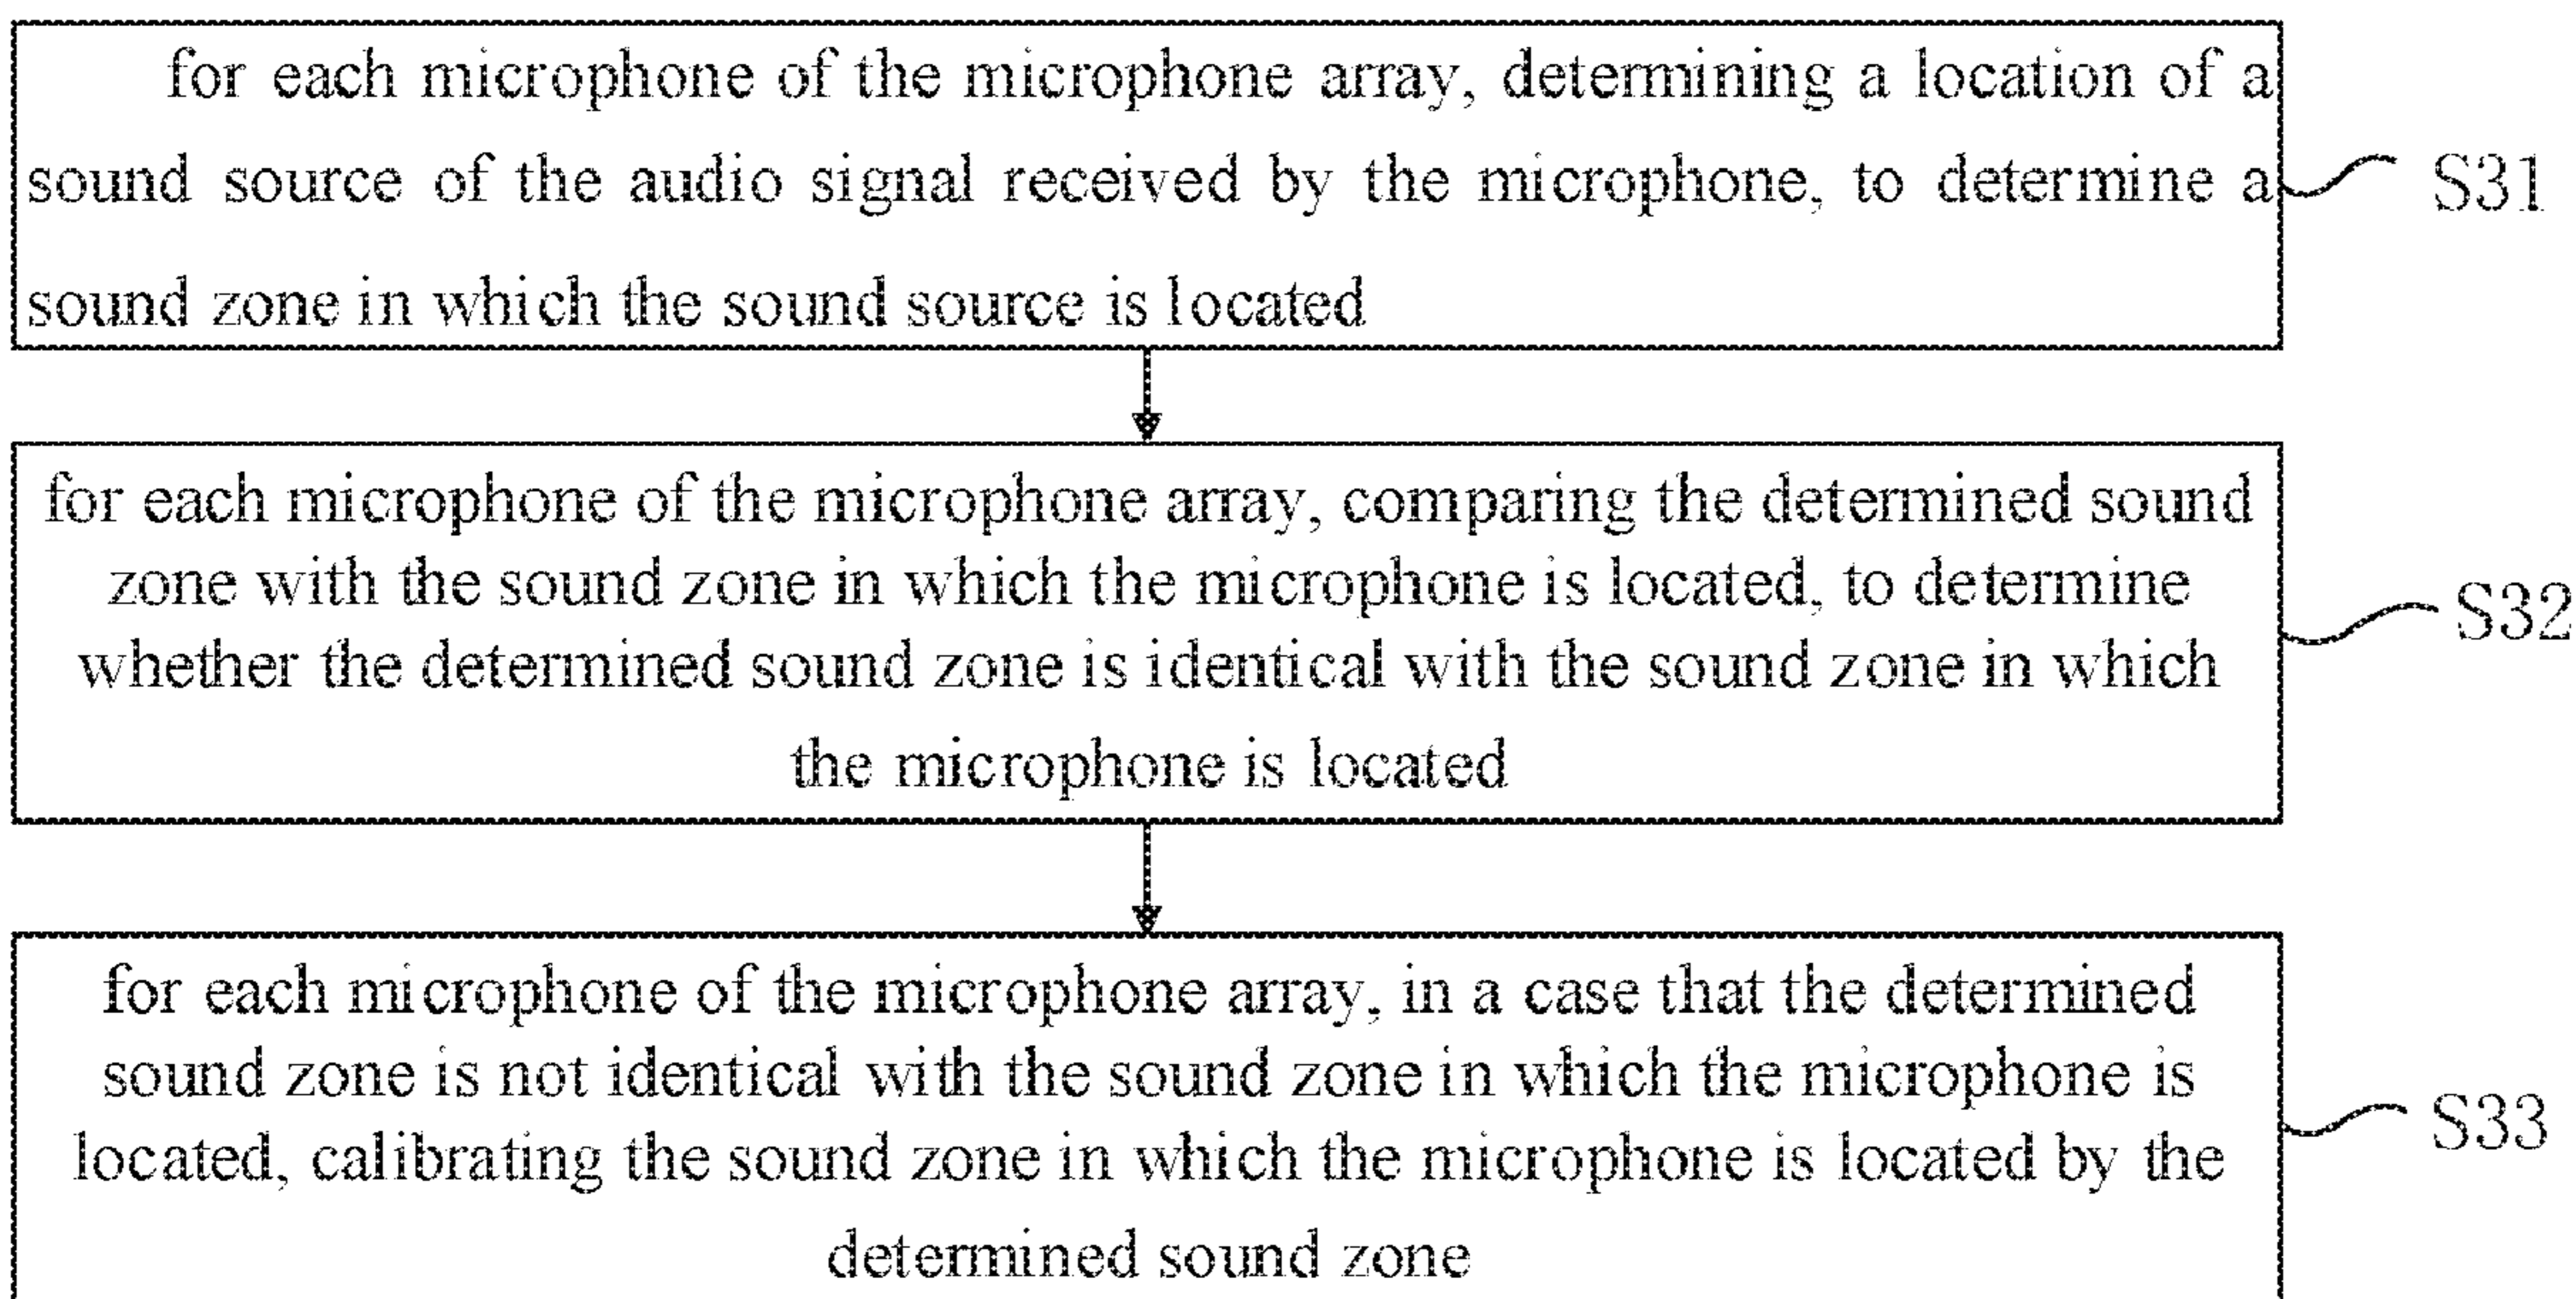 for each microphone of the microphone array, determining a location of a
sound source of the audio signal received by the microphone, to determine a
sound zone in which the sound source is located
S31
for each microphone of the microphone array, comparing the determined sound
zone with the sound zone in which the microphone is located, to determine
whether the determined sound zone is identical with the sound zone in which
the microphone is located
S32
for each microphone of the microphone array, in a case that the determined
sound zone is not identical with the sound zone in which the microphone is
located, calibrating the sound zone in which the microphone is located by the
determined sound zone
S33